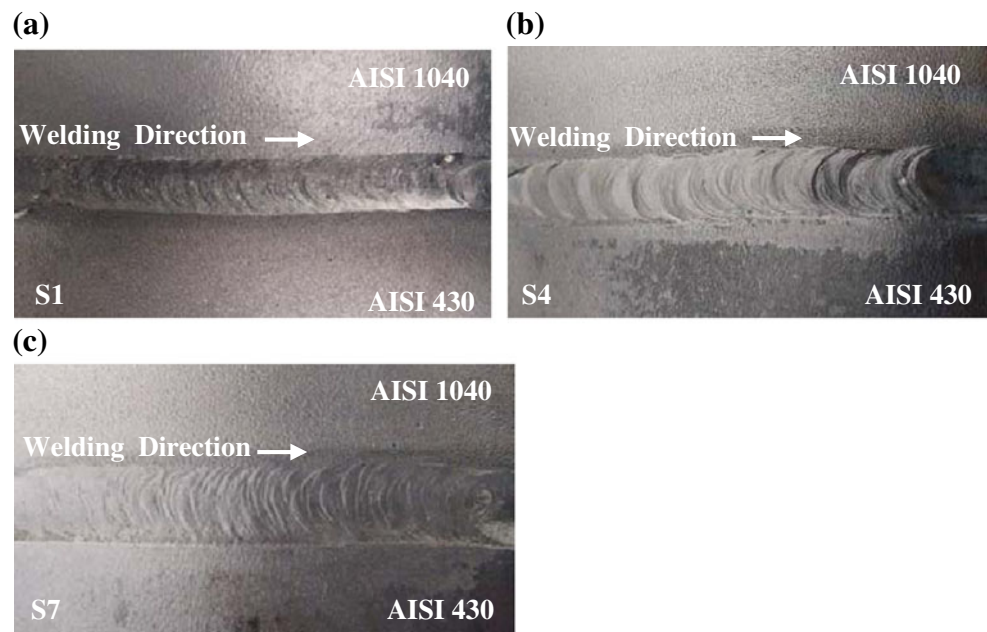 (a)
AISI 1040
Welding Direction
S1
AISI 430
(b)
AISI 1040
Welding Direction
S4
AISI 430
(c)
AISI 1040
Welding Direction
S7
AISI 430